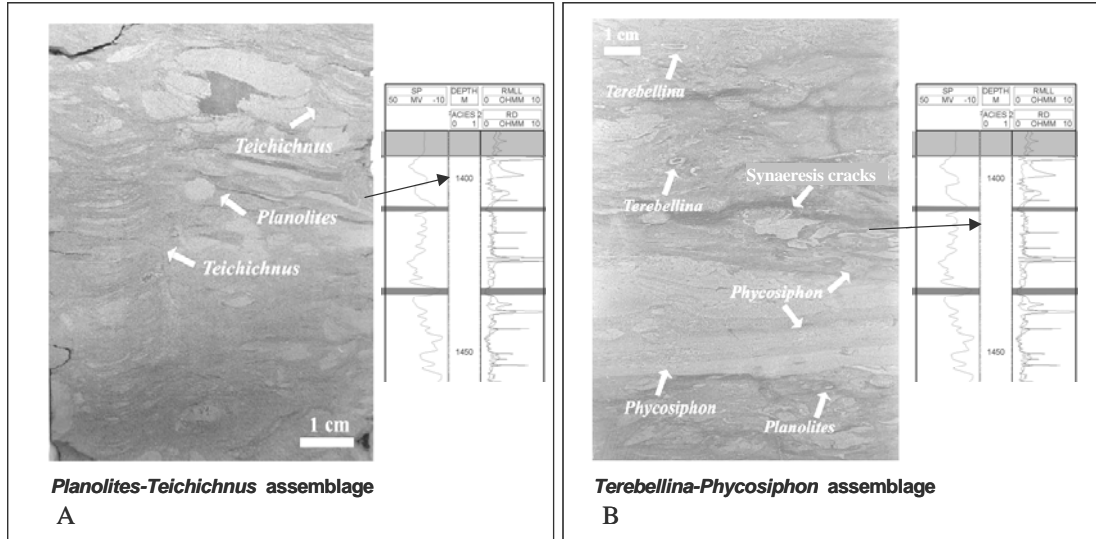 Teichichnus
Planolites
Teichichnus
1 cm
SP DEPTH RMLL
50 MV -10 M 0 OHMM 10
FACIES 2 RD
0 1 0 OHMM 10
1400
1450
Planolites-Teichichnus assemblage
A
1 cm
Terebellina
Synaeresis cracks
Terebellina
Phycosiphon
Phycosiphon
Planolites
SP DEPTH RMLL
50 MV -10 M 0 OHMM 10
FACIES 2 RD
0 1 0 OHMM 10
1400
1450
Terebellina-Phycosiphon assemblage
B